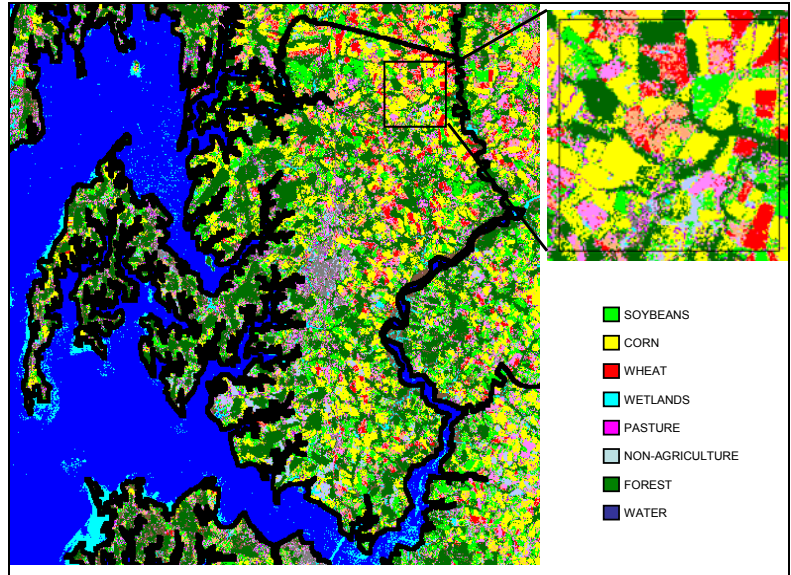 SOYBEANS
CORN
WHEAT
WETLANDS
PASTURE
NON-AGRICULTURE
FOREST
WATER